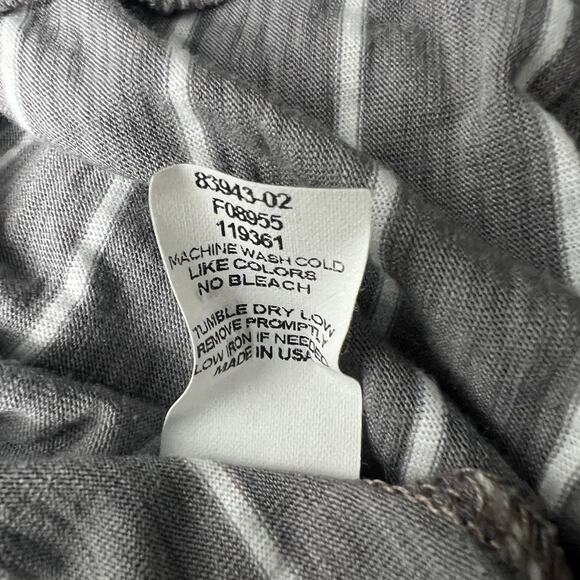 83943-02
F08955
119361
MACHINE WASH COLD
LIKE COLORS
NO BLEACH
TUMBLE DRY LOW
REMOVE PROMPTLY
LOW IRON IF NEEDED
MADE IN USA